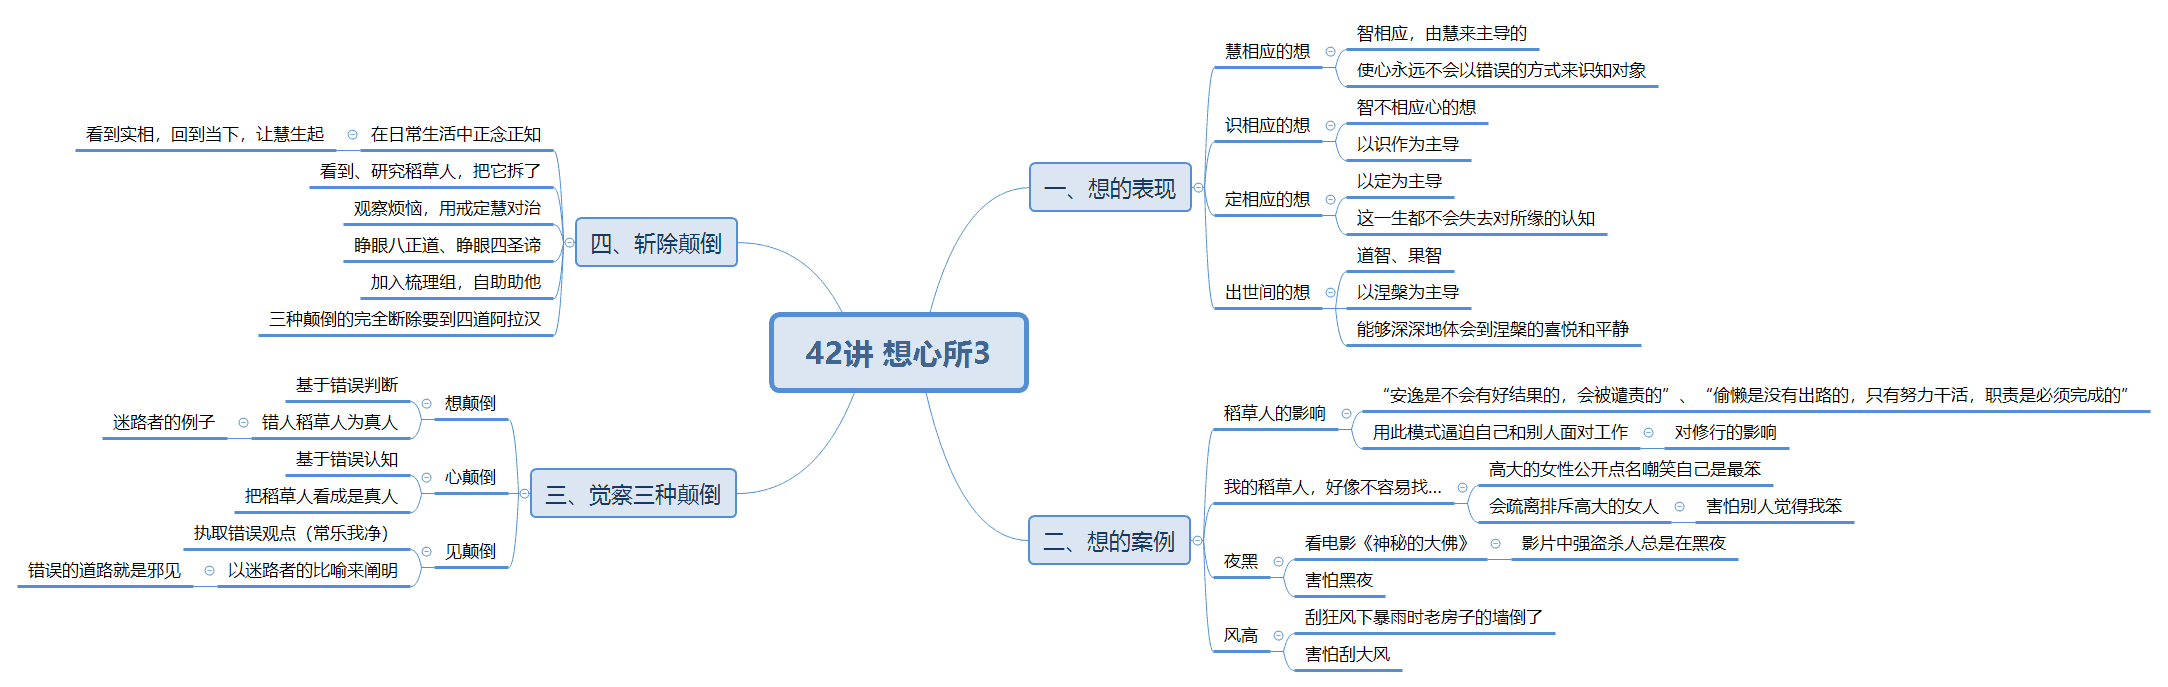 42讲 想心所3
一、想的表现
慧相应的想
智相应，由慧来主导的
使心永远不会以错误的方式来识知对象
识相应的想
智不相应心的想
以识作为主导
定相应的想
以定为主导
这一生都不会失去对所缘的认知
出世间的想
道智、果智
以涅槃为主导
能够深深地体会到涅槃的喜悦和平静
二、想的案例
稻草人的影响
“安逸是不会有好结果的，会被谴责的”、“偷懒是没有出路的，只有努力干活，职责是必须完成的”
用此模式逼迫自己和别人面对工作
对修行的影响
我的稻草人，好像不容易找...
高大的女性公开点名嘲笑自己是最笨
会疏离排斥高大的女人
害怕别人觉得我笨
夜黑
看电影《神秘的大佛》
影片中强盗杀人总是在黑夜
害怕黑夜
风高
刮狂风下暴雨时老房子的墙倒了
害怕刮大风
三、觉察三种颠倒
想颠倒
基于错误判断
错人稻草人为真人
迷路者的例子
心颠倒
基于错误认知
把稻草人看成是真人
见颠倒
执取错误观点（常乐我净）
以迷路者的比喻来阐明
错误的道路就是邪见
四、斩除颠倒
在日常生活中正念正知
看到实相，回到当下，让慧生起
看到、研究稻草人，把它拆了
观察烦恼，用戒定慧对治
睁眼八正道、睁眼四圣谛
加入梳理组，自助助他
三种颠倒的完全断除要到四道阿拉汉